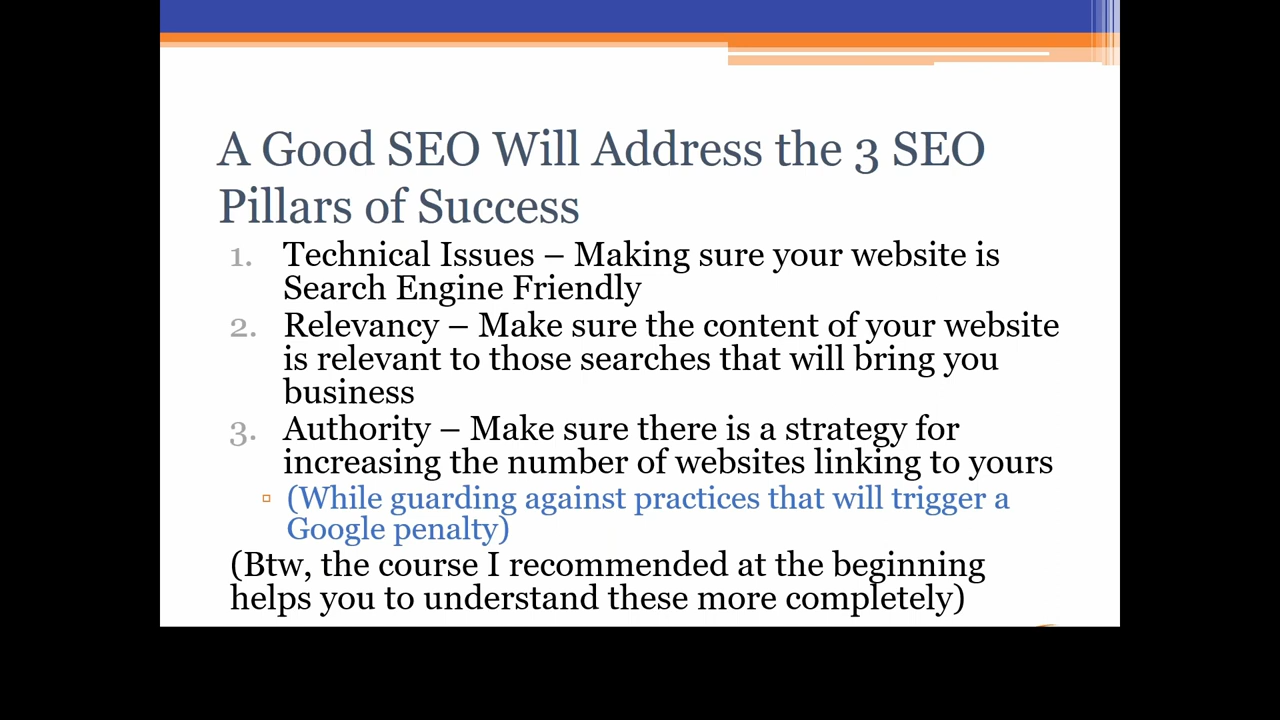 A Good SEO Will Address the 3 SEO
Pillars of Success
1. Technical Issues – Making sure your website is
Search Engine Friendly
2. Relevancy – Make sure the content of your website
is relevant to those searches that will bring you
business
3. Authority – Make sure there is a strategy for
increasing the number of websites linking to yours
▫ (While guarding against practices that will trigger a
Google penalty)
(Btw, the course I recommended at the beginning
helps you to understand these more completely)